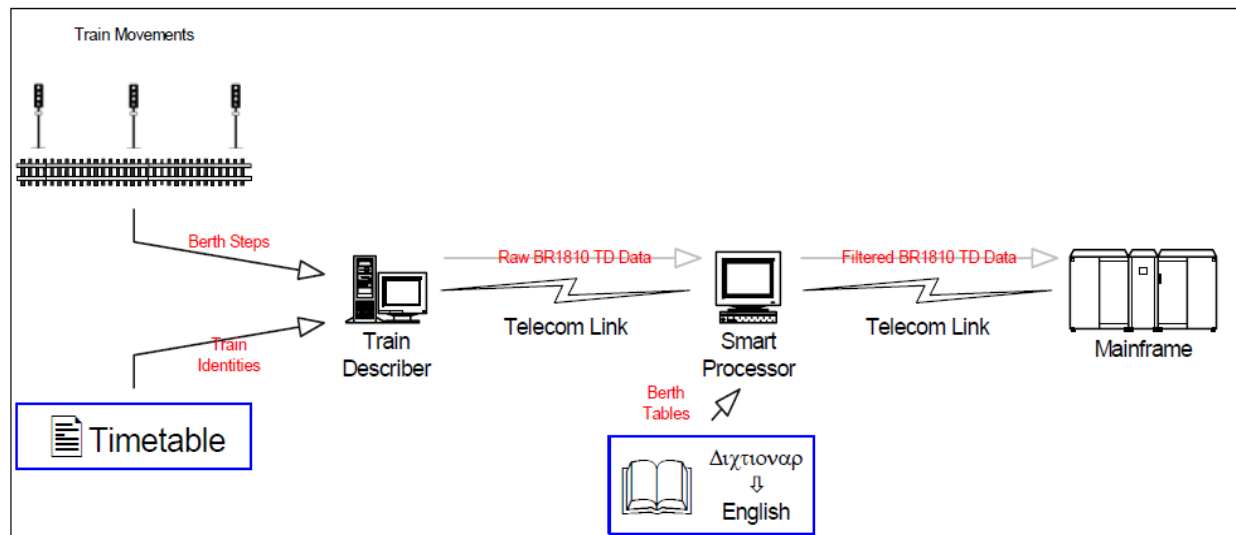 Train Movements
Berth Steps
Train
Identities
Timetable
Train
Describer
Raw BR1810 TD Data
Telecom Link
Smart
Processor
Berth
Tables
Διχτιοναρ
⇩
English
Filtered BR1810 TD Data
Telecom Link
Mainframe